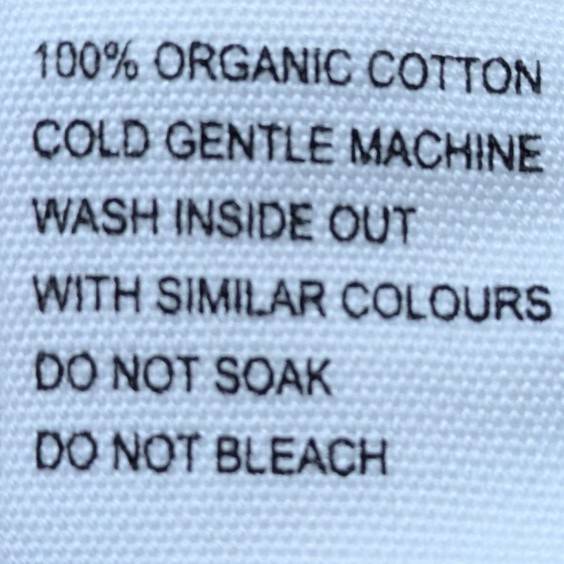 100% ORGANIC COTTON
COLD GENTLE MACHINE
WASH INSIDE OUT
WITH SIMILAR COLOURS
DO NOT SOAK
DO NOT BLEACH